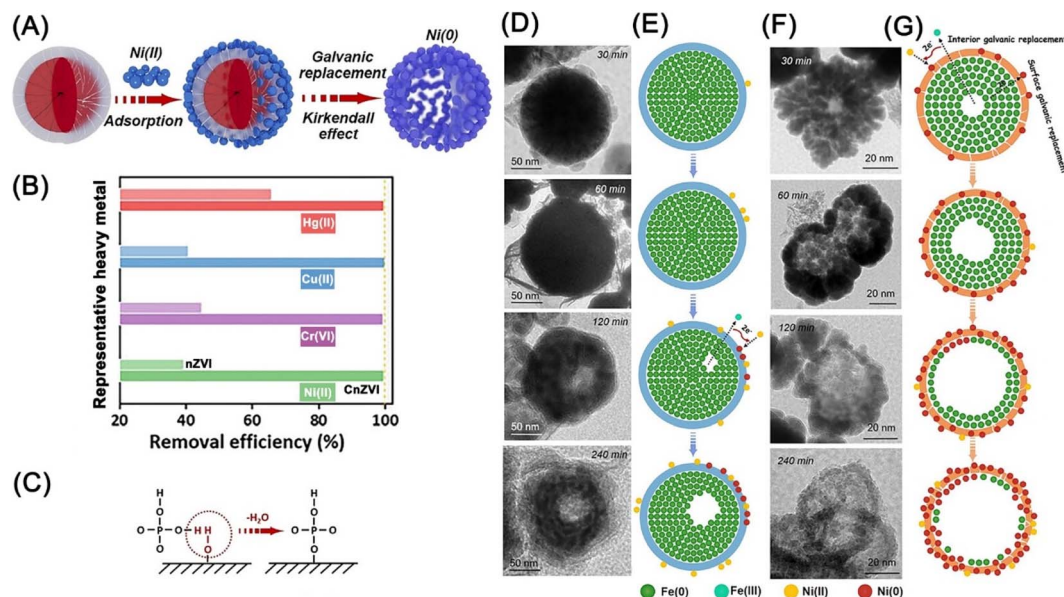 (A)
Ni(II)
Adsorption
Galvanic
replacement
Kirkendall
effect
Ni(0)
(B)
Representative heavy metal
Hg(II)
Cu(II)
Cr(VI)
nZVI
Ni(II)
CnZVI
20 40 60 80 100
Removal efficiency (%)
(C)
H
O
O-P-O-H H
O
O
-H₂O
H
O
O-P-O
O
(D)
30 min
50 nm
60 min
50 nm
120 min
50 nm
240 min
50 nm
(E)
2e⁻
(F)
30 min
20 nm
60 min
20 nm
120 min
20 nm
240 min
20 nm
(G)
Interior galvanic replacement
2e⁻
Surface galvanic replacement
Fe(0) Fe(III) Ni(II) Ni(0)